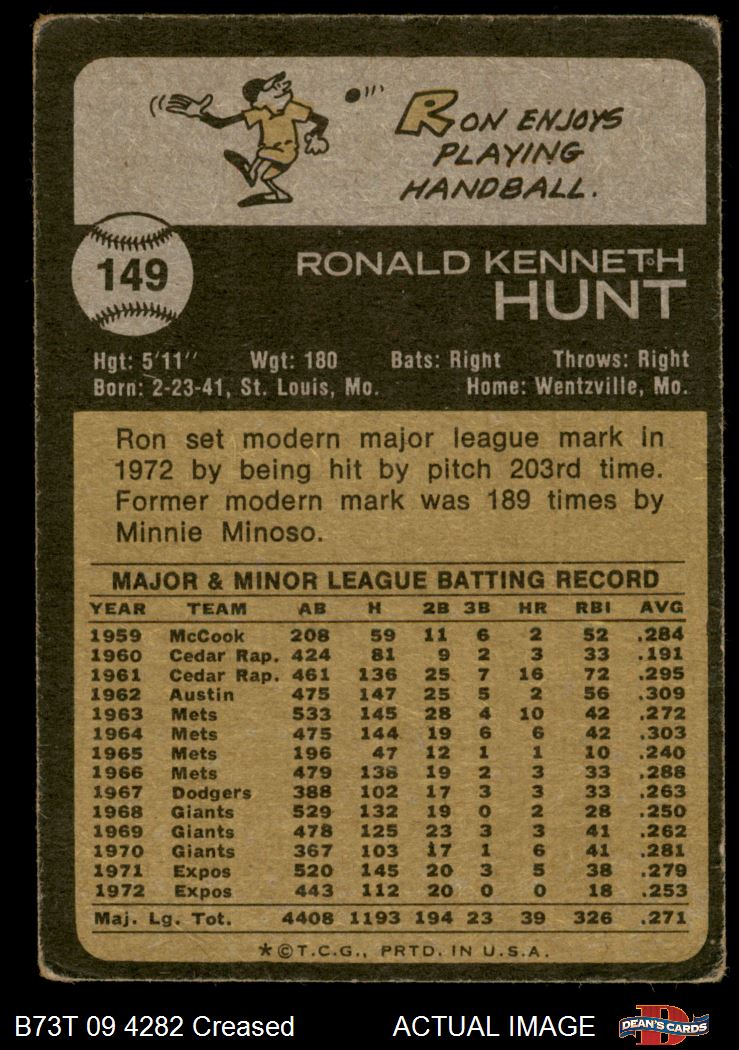 RON ENJOYS
PLAYING
HANDBALL.
149
RONALD KENNETH
HUNT
Hgt: 5'11" Wgt: 180 Bats: Right Throws: Right
Born: 2-23-41, St. Louis, Mo. Home: Wentzville, Mo.
Ron set modern major league mark in
1972 by being hit by pitch 203rd time.
Former modern mark was 189 times by
Minnie Minoso.
MAJOR & MINOR LEAGUE BATTING RECORD
YEAR TEAM AB H 2B 3B HR RBI AVG
1959 McCook 208 59 11 6 2 52 .284
1960 Cedar Rap. 424 81 9 2 3 33 .191
1961 Cedar Rap. 461 136 25 7 16 72 .295
1962 Austin 475 147 25 5 2 56 .309
1963 Mets 533 145 28 4 10 42 .272
1964 Mets 475 144 19 6 6 42 .303
1965 Mets 196 47 12 1 1 10 .240
1966 Mets 479 138 19 2 3 33 .288
1967 Dodgers 388 102 17 3 3 33 .263
1968 Giants 529 132 19 0 2 28 .250
1969 Giants 478 125 23 3 3 41 .262
1970 Giants 367 103 17 1 6 41 .281
1971 Expos 520 145 20 3 5 38 .279
1972 Expos 443 112 20 0 0 18 .253
Maj. Lg. Tot. 4408 1193 194 23 39 326 .271
*©T.C.G., PRTD. IN U.S.A.
B73T 09 4282 Creased ACTUAL IMAGE
D
DEAN'S CARDS